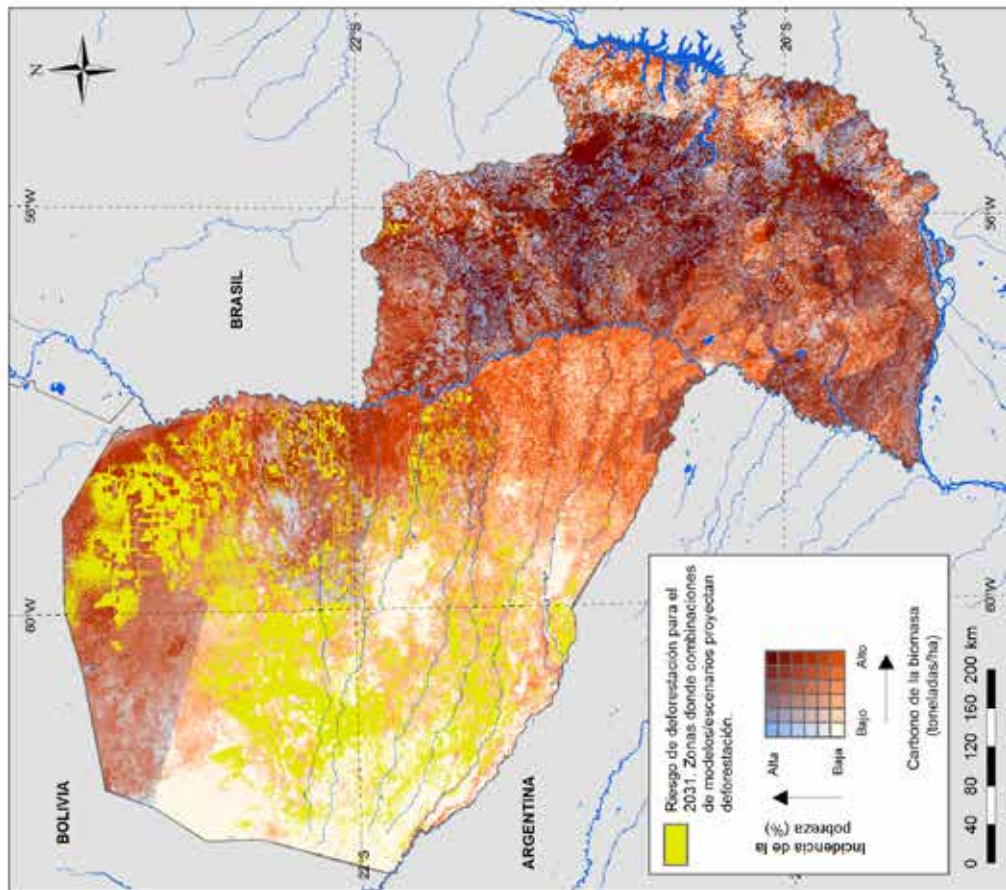 N
22°S
56°W
BRASIL
56°W
60°W
60°W
BOLIVIA
ARGENTINA
22°S
Riesgo de deforestación para el
2031. Zonas donde combinaciones
de modelos/escenarios proyectan
deforestación.
Incidencia de la
pobreza (%)
Alta
Baja
Bajo
Alto
Carbono de la biomasa
(toneladas/ha)
0 40 80 120 160 200 km